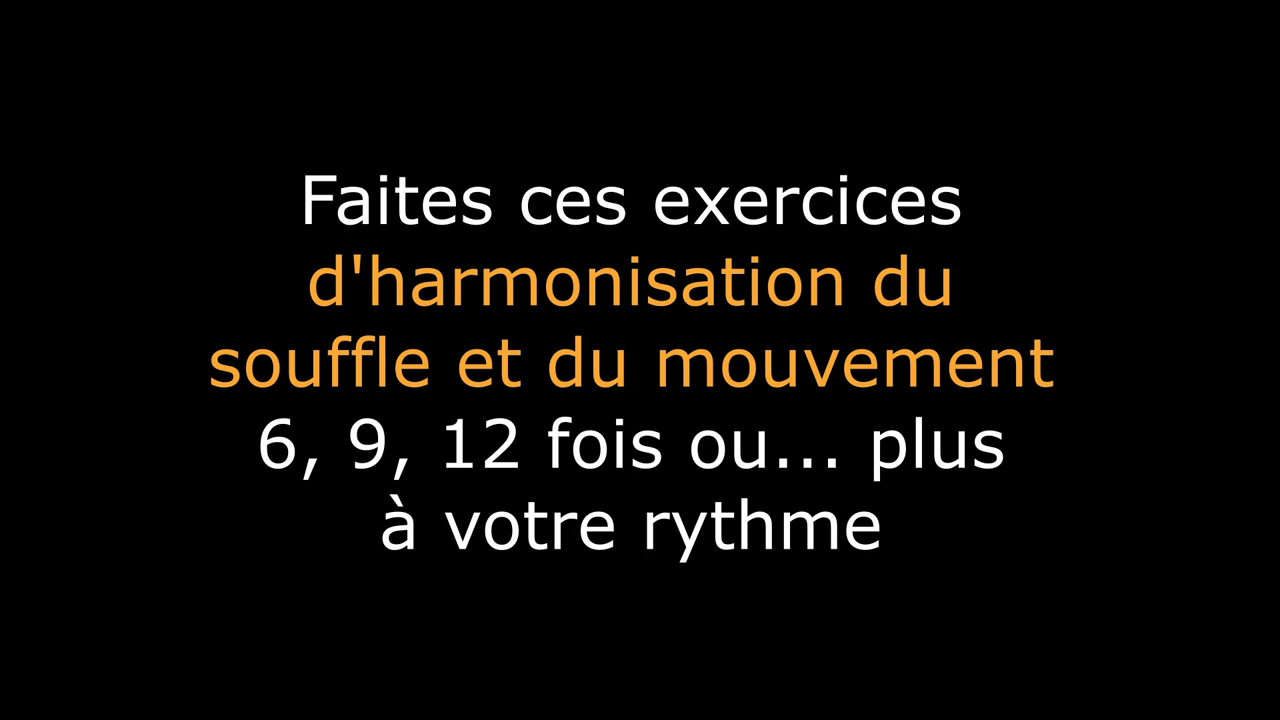 Faites ces exercices
d'harmonisation du
souffle et du mouvement
6, 9, 12 fois ou... plus
à votre rythme